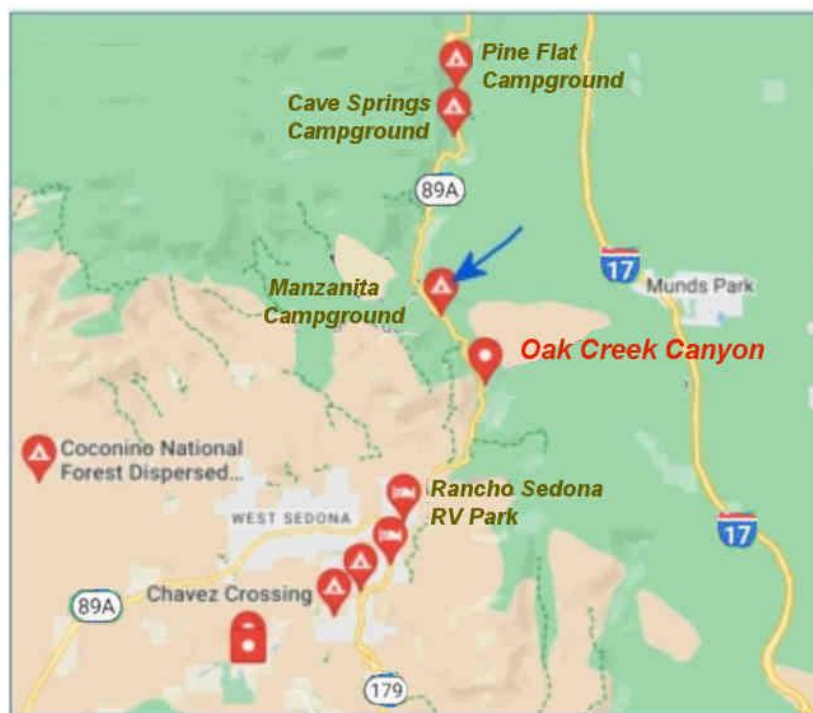 Pine Flat
Campground
Cave Springs
Campground
89A
17
Munds Park
Manzanita
Campground
Oak Creek Canyon
Coconino National
Forest Dispersed...
Rancho Sedona
RV Park
WEST SEDONA
17
Chavez Crossing
89A
179